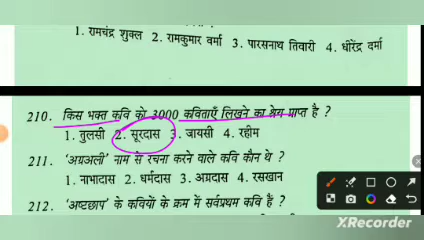 1. रामचंद्र शुक्ल 2. रामकुमार वर्मा 3. पारसनाथ तिवारी 4. धीरेंद्र वर्मा
210. किस भक्त कवि को 3000 कविताएँ लिखने का श्रेय प्राप्त है ?
1. तुलसी 2. सूरदास 3. जायसी 4. रहीम
211. 'अग्रअली' नाम से रचना करने वाले कवि कौन थे ?
1. नाभादास 2. धर्मदास 3. अग्रदास 4. रसखान
212. 'अष्टछाप' के कवियों के क्रम में सर्वप्रथम कवि हैं ?
XRecorder